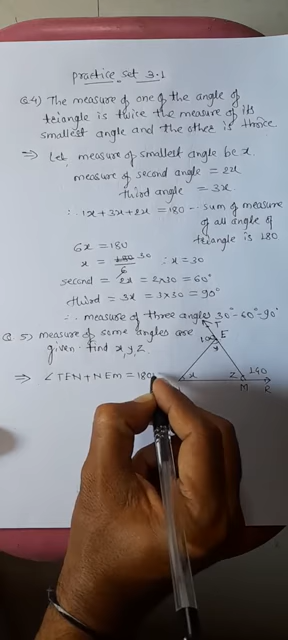 practice set 3.1
Q.4) The measure of one of the angle of
triangle is twice the measure of its
smallest angle and the other is thrice.
⇒ Let, measure of smallest angle be x.
measure of second angle = 2x
third angle = 3x.
∴ 1x + 3x + 2x = 180 -- sum of measure
of all angle of
triangle is 180
6x = 180
x = 180 30 ∴ x = 30
6
second = 2x = 2×30 = 60°
third = 3x = 3×30 = 90°
∴ measure of three angles 30°-60°-90°
Q.5) measure of some angles are
given. find x, y, z
T
E
100
y
x
z
140
M
R
⇒ ∠TEN + NEM = 180